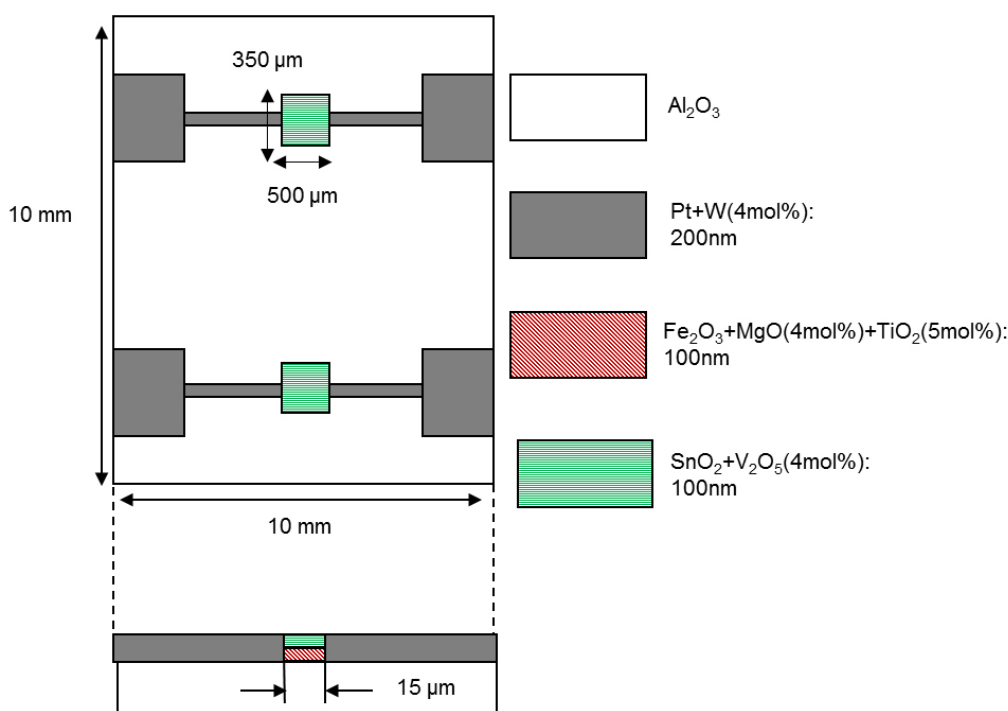 350 µm
Al₂O₃
500 µm
10 mm
Pt+W(4mol%):
200nm
Fe₂O₃+MgO(4mol%)+TiO₂(5mol%):
100nm
SnO₂+V₂O₅(4mol%):
100nm
10 mm
15 µm